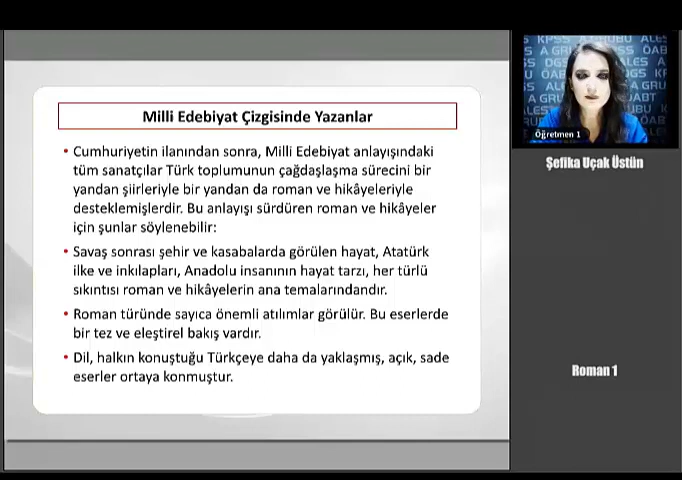 Milli Edebiyat Çizgisinde Yazanlar
• Cumhuriyetin ilanından sonra, Milli Edebiyat anlayışındaki
tüm sanatçılar Türk toplumunun çağdaşlaşma sürecini bir
yandan şiirleriyle bir yandan da roman ve hikâyeleriyle
desteklemişlerdir. Bu anlayışı sürdüren roman ve hikâyeler
için şunlar söylenebilir:
• Savaş sonrası şehir ve kasabalarda görülen hayat, Atatürk
ilke ve inkılapları, Anadolu insanının hayat tarzı, her türlü
sıkıntısı roman ve hikâyelerin ana temalarındandır.
• Roman türünde sayıca önemli atılımlar görülür. Bu eserlerde
bir tez ve eleştirel bakış vardır.
• Dil, halkın konuştuğu Türkçeye daha da yaklaşmış, açık, sade
eserler ortaya konmuştur.
Öğretmen 1
Şefika Uçak Üstün
Roman 1